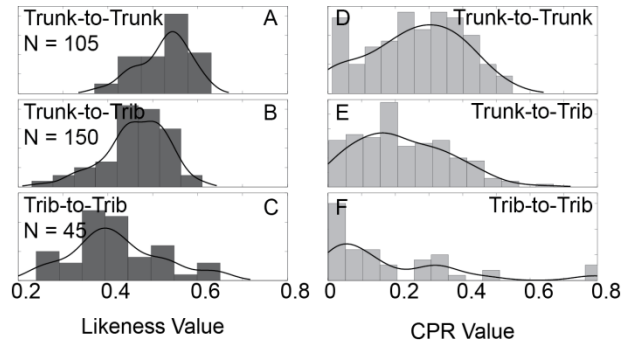 Trunk-to-Trunk A
N = 105
D Trunk-to-Trunk
Trunk-to-Trib B
N = 150
E Trunk-to-Trib
Trib-to-Trib C
N = 45
F Trib-to-Trib
0.2 0.4 0.6 0.8
0 0.2 0.4 0.6 0.8
Likeness Value
CPR Value